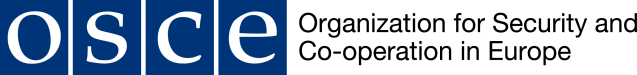 osce
Organization for Security and
Co-operation in Europe